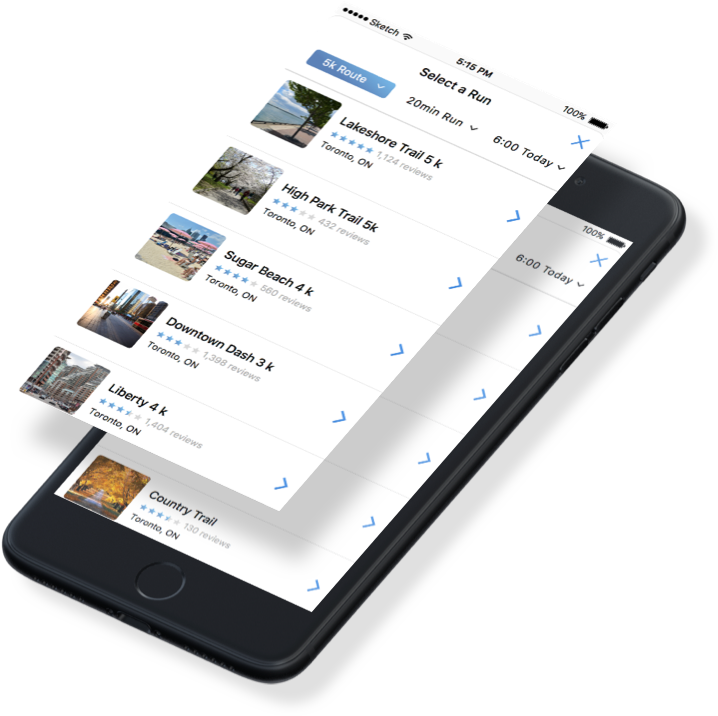 Sketch
5:15 PM
100%
Select a Run
5k Route
20min Run
6:00 Today
Lakeshore Trail 5 k
1,124 reviews
Toronto, ON
High Park Trail 5k
432 reviews
Toronto, ON
Sugar Beach 4 k
560 reviews
Toronto, ON
Downtown Dash 3 k
1,398 reviews
Toronto, ON
Liberty 4 k
1,404 reviews
Toronto, ON
100%
6:00 Today
Country Trail
130 reviews
Toronto, ON